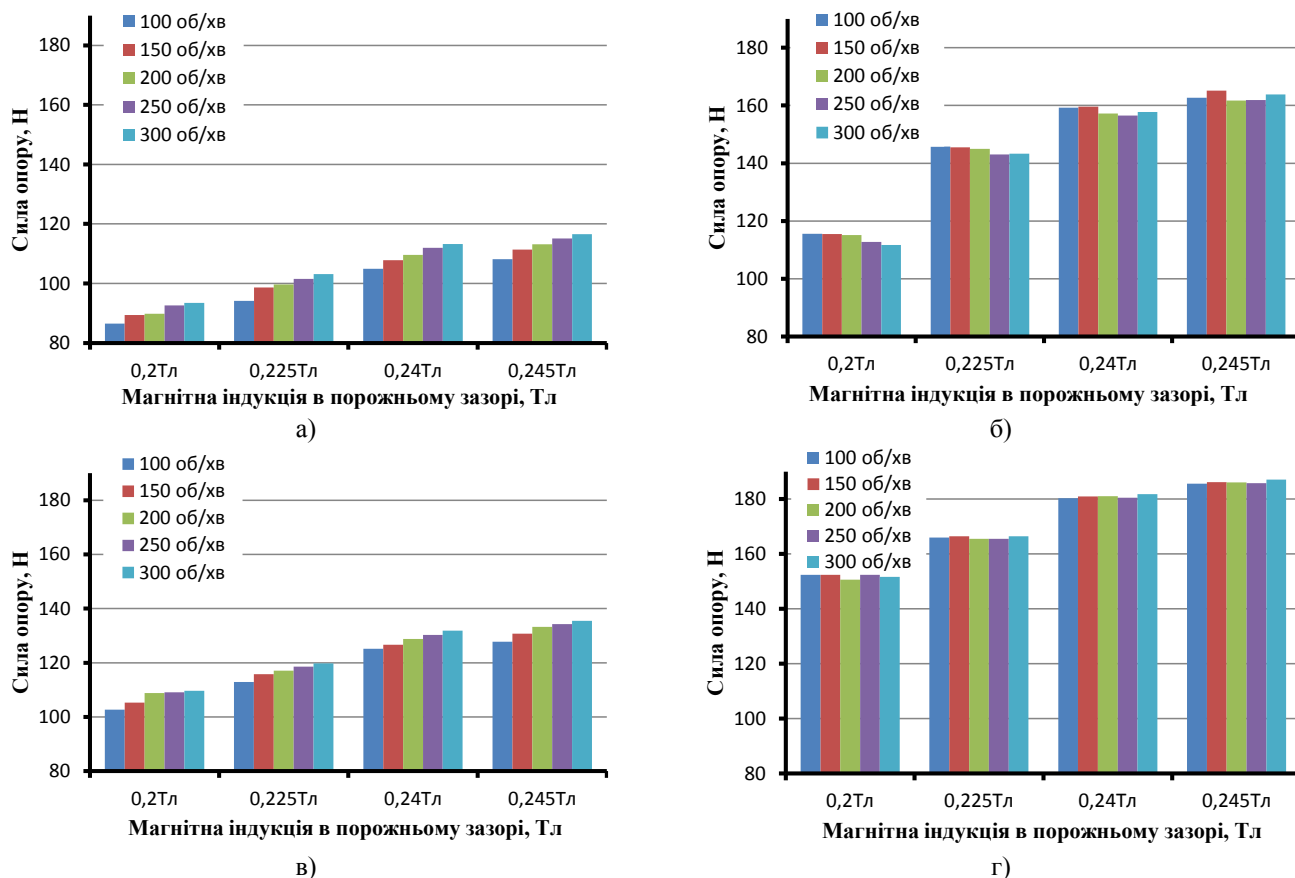 100 об/хв
150 об/хв
200 об/хв
250 об/хв
300 об/хв
180
160
140
120
100
80
Сила опору, Н
0,2Тл 0,225Тл 0,24Тл 0,245Тл
Магнітна індукція в порожньому зазорі, Тл
а)
100 об/хв
150 об/хв
200 об/хв
250 об/хв
300 об/хв
180
160
140
120
100
80
Сила опору, Н
0,2Тл 0,225Тл 0,24Тл 0,245Тл
Магнітна індукція в порожньому зазорі, Тл
б)
100 об/хв
150 об/хв
200 об/хв
250 об/хв
300 об/хв
180
160
140
120
100
80
Сила опору, Н
0,2Тл 0,225Тл 0,24Тл 0,245Тл
Магнітна індукція в порожньому зазорі, Тл
в)
100 об/хв
150 об/хв
200 об/хв
250 об/хв
300 об/хв
180
160
140
120
100
80
Сила опору, Н
0,2Тл 0,225Тл 0,24Тл 0,245Тл
Магнітна індукція в порожньому зазорі, Тл
г)